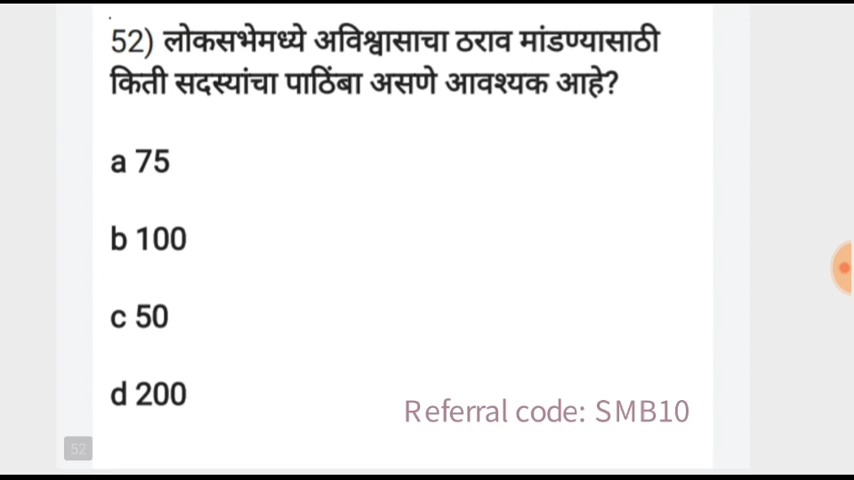 52) लोकसभेमध्ये अविश्वासाचा ठराव मांडण्यासाठी
किती सदस्यांचा पाठिंबा असणे आवश्यक आहे?
a 75
b 100
c 50
d 200
Referral code: SMB10
52